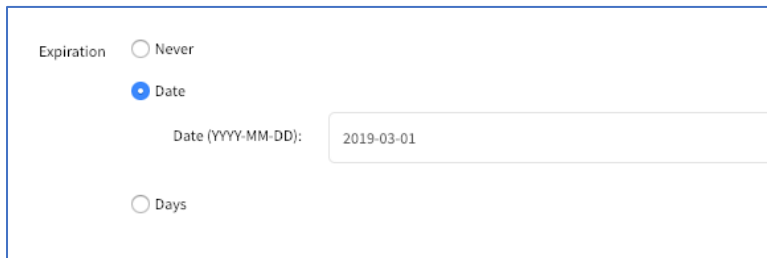 Expiration Never
Date
Date (YYYY-MM-DD): 2019-03-01
Days